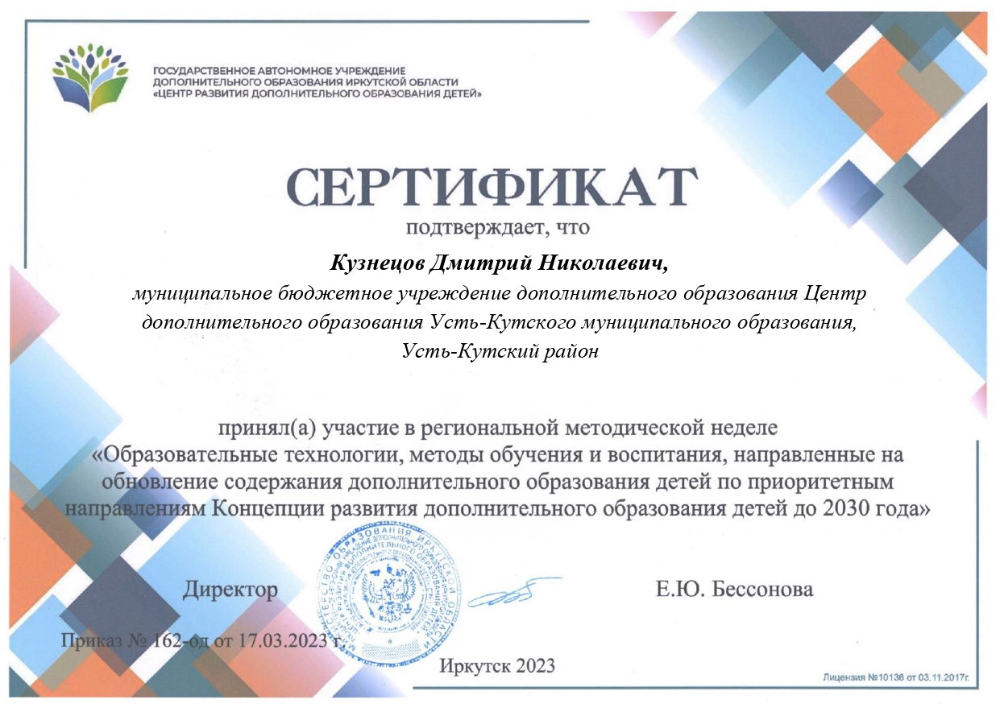 ГОСУДАРСТВЕННОЕ АВТОНОМНОЕ УЧРЕЖДЕНИЕ
ДОПОЛНИТЕЛЬНОГО ОБРАЗОВАНИЯ ИРКУТСКОЙ ОБЛАСТИ
«ЦЕНТР РАЗВИТИЯ ДОПОЛНИТЕЛЬНОГО ОБРАЗОВАНИЯ ДЕТЕЙ»
СЕРТИФИКАТ
подтверждает, что
Кузнецов Дмитрий Николаевич,
муниципальное бюджетное учреждение дополнительного образования Центр
дополнительного образования Усть-Кутского муниципального образования,
Усть-Кутский район
принял(а) участие в региональной методической неделе
«Образовательные технологии, методы обучения и воспитания, направленные на
обновление содержания дополнительного образования детей по приоритетным
направлениям Концепции развития дополнительного образования детей до 2030 года»
МИНИСТЕРСТВО ОБРАЗОВАНИЯ ИРКУТСКОЙ ОБЛАСТИ
Директор
Е.Ю. Бессонова
Приказ № 162-од от 17.03.2023 г.
Иркутск 2023
Лицензия №10136 от 03.11.2017г.